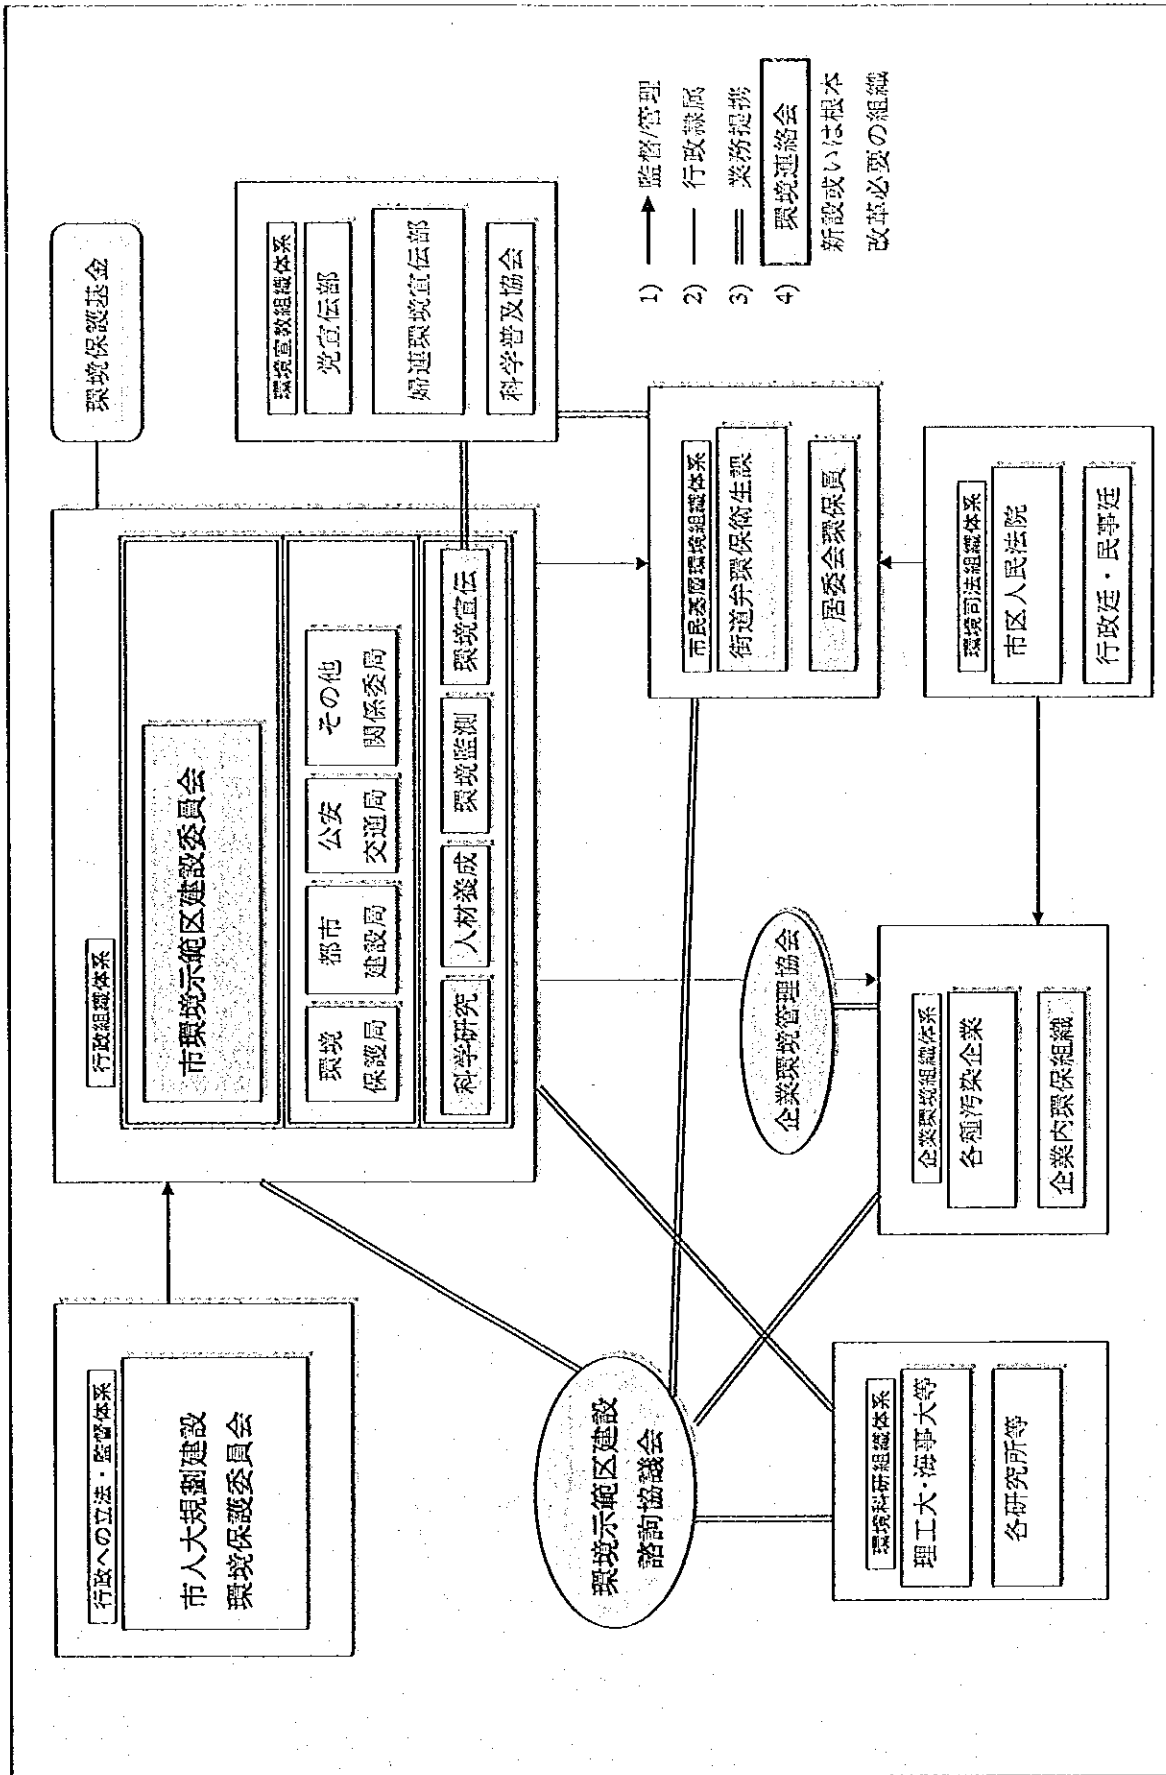 行政への立法・監督体系
市人大規劃建設
環境保護委員会
行政組織体系
市環境示範区建設委員会
環境
保護局
都市
建設局
公安
交通局
その他
関係委局
科学研究
人材養成
環境監測
環境宣伝
環境保護基金
環境宣教組織体系
党宣伝部
婦連環境宣伝部
科学普及協会
環境示範区建設
諮詢協議会
企業環境管理協会
市民基層環境組織体系
街道弁環保衛生課
居委会環保員
環境科研組織体系
理工大・海事大等
各研究所等
企業環境組織体系
各種汚染企業
企業内環保組織
環境司法組織体系
市区人民法院
行政廷・民事廷
1) 監督/管理
2) 行政隷属
3) 業務提携
4) 環境連絡会
新設或いは根本
改革必要の組織